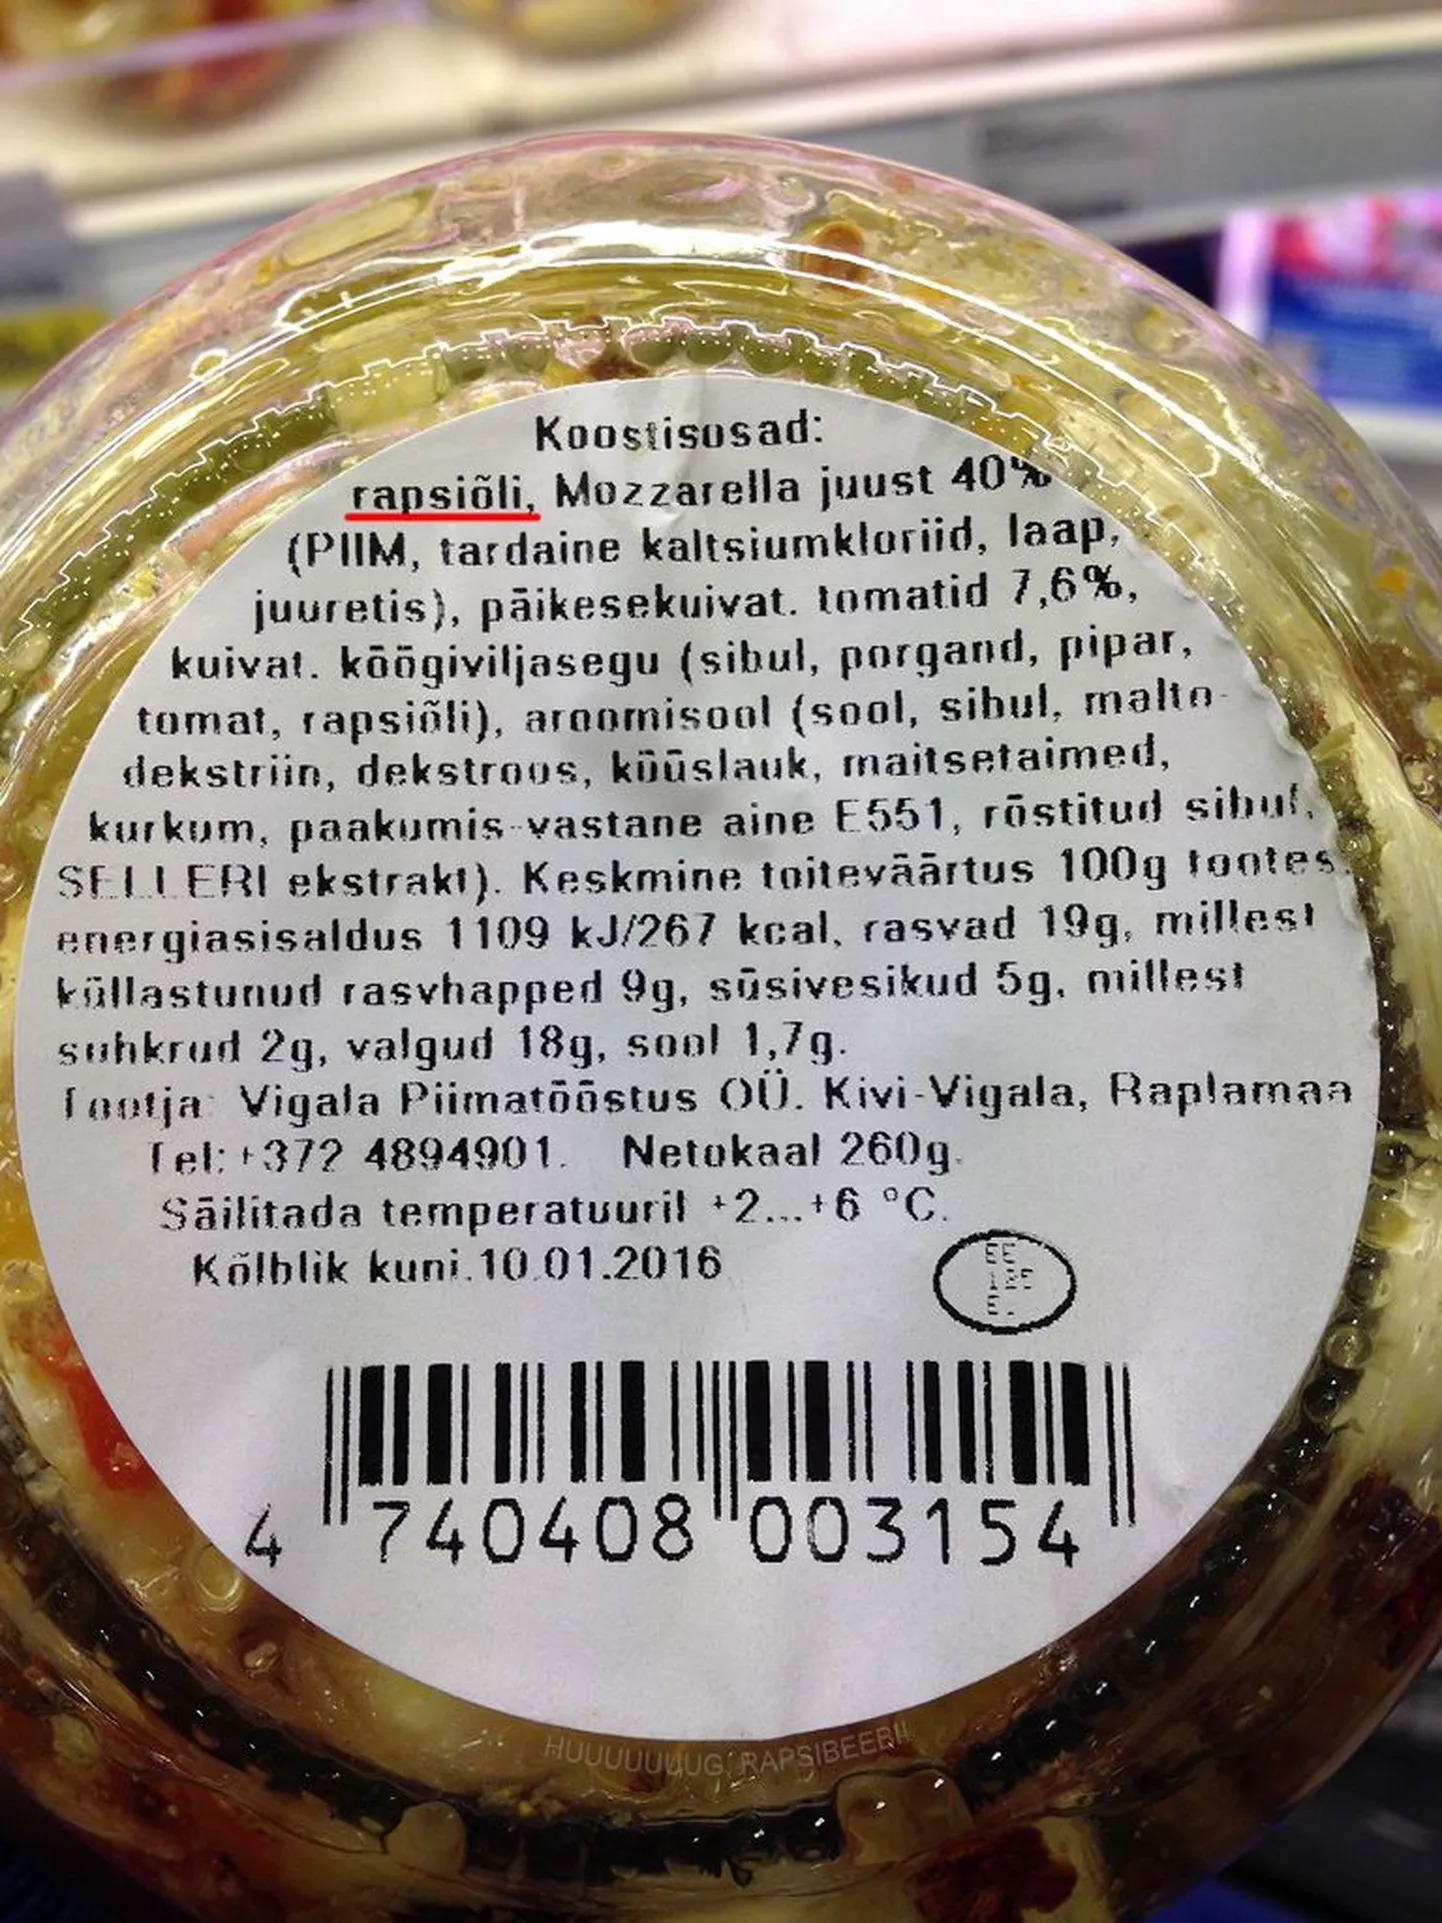 Koostisosad:
rapsiõli, Mozzarella juust 40%
(PIIM, tardaine kaltsiumkloriid, laap,
juuretis), päikesekuivat. tomatid 7,6%,
kuivat. köögiviljasegu (sibul, porgand, pipar,
tomat, rapsiõli), aroomisool (sool, sibul, malto-
dekstriin, dekstroos, küüslauk, maitsetaimed,
kurkum, paakumis-vastane aine E551, röstitud sibul,
SELLERI ekstrakt). Keskmine toiteväärtus 100g tootes:
energiasisaldus 1109 kJ/267 kcal, rasvad 19g, millest
küllastunud rasvhapped 9g, süsivesikud 5g, millest
suhkrud 2g, valgud 18g, sool 1,7g.
Tootja: Vigala Piimatööstus OÜ. Kivi-Vigala, Raplamaa
Tel: +372 4894901. Netokaal 260g.
Säilitada temperatuuril +2...+6 °C.
Kõlblik kuni.10.01.2016
EE
4 740408 003154
HUUUUUUUG, RAPSIBEEBI!